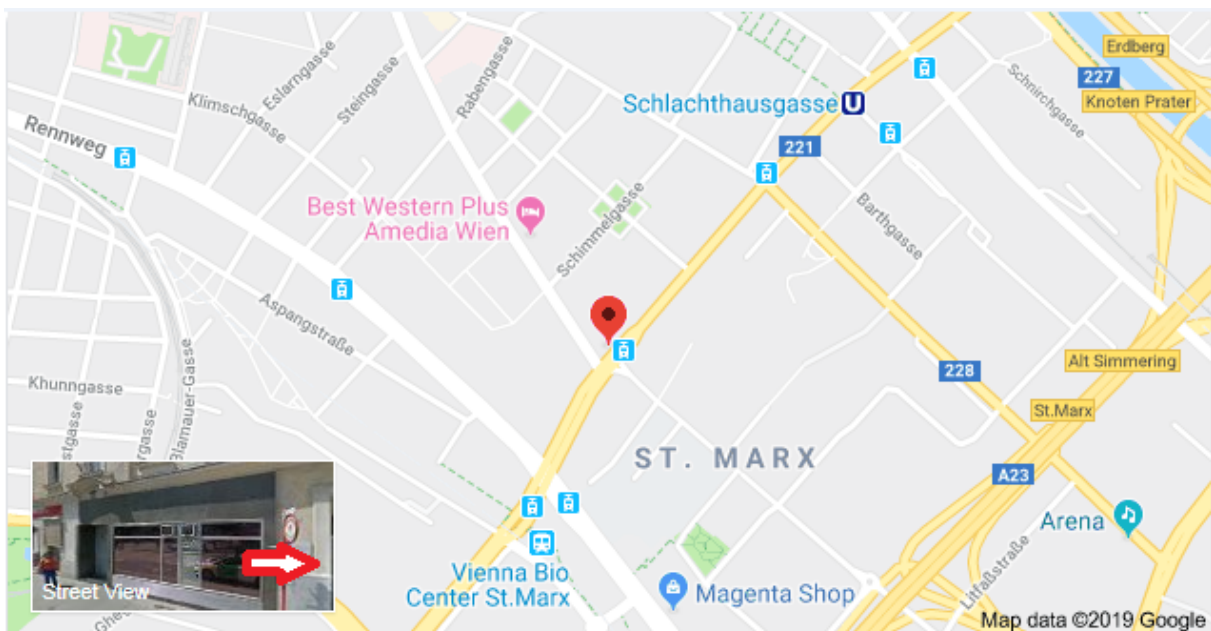 Erdberg
227
Knoten Prater
Schnirchgasse
Eslarngasse
Steingasse
Rabengasse
Klimschgasse
Rennweg
Schlachthausgasse U
221
Best Western Plus
Amedia Wien
Schimmelgasse
Barthgasse
Aspangstraße
Khunngasse
228
Alt Simmering
St.Marx
ST. MARX
A23
Arena
Litfaßstraße
Vienna Bio
Center St.Marx
Magenta Shop
Street View
Map data ©2019 Google